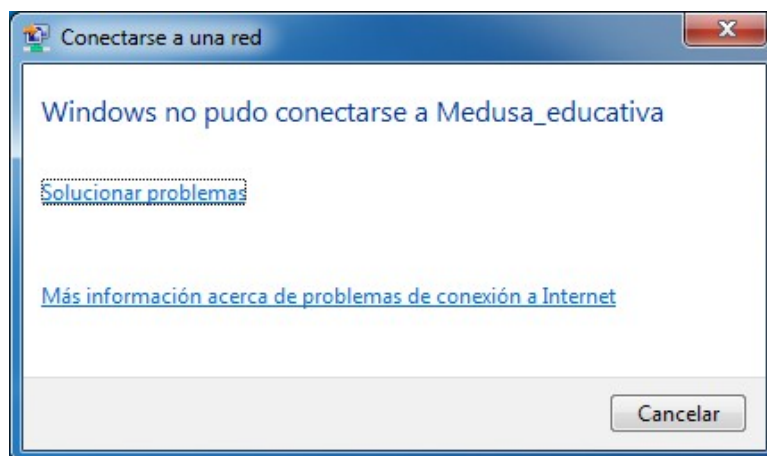 Conectarse a una red
Windows no pudo conectarse a Medusa_educativa
Solucionar problemas
Más información acerca de problemas de conexión a Internet
Cancelar